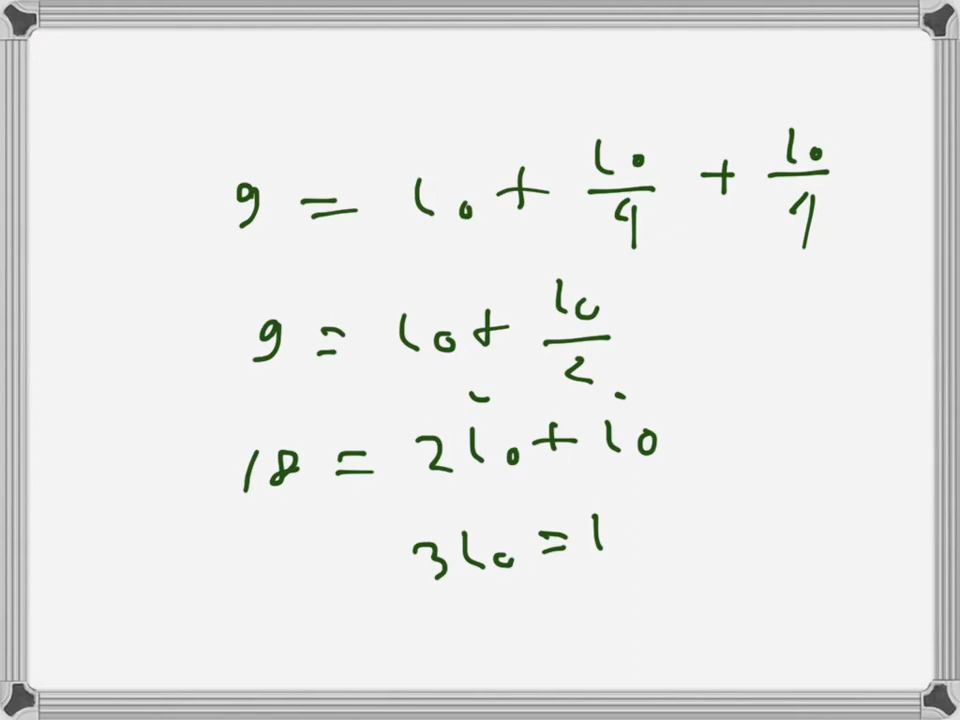 9 = i₀ + i₀/4 + i₀/4
9 = i₀ + i₀/2
18 = 2i₀ + i₀
3i₀ = 1